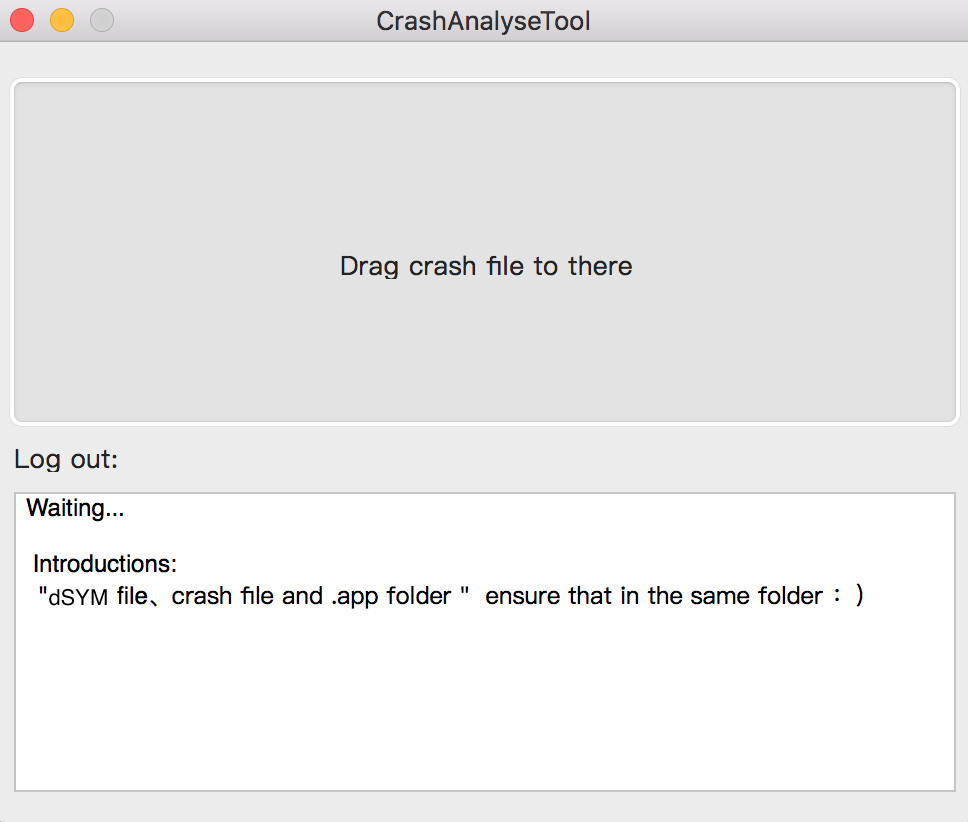 CrashAnalyseTool
Drag crash file to there
Log out:
Waiting...
Introductions:
"dSYM file、crash file and .app folder " ensure that in the same folder ：)